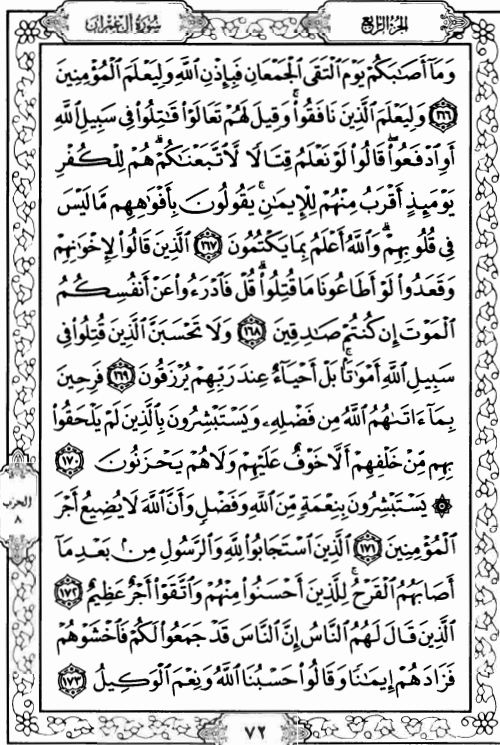 سورة آل عمران
الجزء الرابع
وَمَآ أَصَٰبَكُمْ يَوْمَ ٱلْتَقَى ٱلْجَمْعَانِ فَبِإِذْنِ ٱللَّهِ وَلِيَعْلَمَ ٱلْمُؤْمِنِينَ
١٦٦ وَلِيَعْلَمَ ٱلَّذِينَ نَافَقُوا۟ ۚ وَقِيلَ لَهُمْ تَعَالَوْا۟ قَٰتِلُوا۟ فِى سَبِيلِ ٱللَّهِ
أَوِ ٱدْفَعُوا۟ ۖ قَالُوا۟ لَوْ نَعْلَمُ قِتَالًا لَّٱتَّبَعْنَٰكُمْ ۗ هُمْ لِلْكُفْرِ
يَوْمَئِذٍ أَقْرَبُ مِنْهُمْ لِلْإِيمَٰنِ ۚ يَقُولُونَ بِأَفْوَٰهِهِم مَّا لَيْسَ
فِى قُلُوبِهِمْ ۗ وَٱللَّهُ أَعْلَمُ بِمَا يَكْتُمُونَ ١٦٧ ٱلَّذِينَ قَالُوا۟ لِإِخْوَٰنِهِمْ
وَقَعَدُوا۟ لَوْ أَطَاعُونَا مَا قُتِلُوا۟ ۗ قُلْ فَٱدْرَءُوا۟ عَنْ أَنفُسِكُمُ
ٱلْمَوْتَ إِن كُنتُمْ صَٰدِقِينَ ١٦٨ وَلَا تَحْسَبَنَّ ٱلَّذِينَ قُتِلُوا۟ فِى
سَبِيلِ ٱللَّهِ أَمْوَٰتًۢا ۚ بَلْ أَحْيَآءٌ عِندَ رَبِّهِمْ يُرْزَقُونَ ١٦٩ فَرِحِينَ
بِمَآ ءَاتَىٰهُمُ ٱللَّهُ مِن فَضْلِهِۦ وَيَسْتَبْشِرُونَ بِٱلَّذِينَ لَمْ يَلْحَقُوا۟
بِهِم مِّنْ خَلْفِهِمْ أَلَّا خَوْفٌ عَلَيْهِمْ وَلَا هُمْ يَحْزَنُونَ ١٧٠
۞ يَسْتَبْشِرُونَ بِنِعْمَةٍ مِّنَ ٱللَّهِ وَفَضْلٍ وَأَنَّ ٱللَّهَ لَا يُضِيعُ أَجْرَ
ٱلْمُؤْمِنِينَ ١٧١ ٱلَّذِينَ ٱسْتَجَابُوا۟ لِلَّهِ وَٱلرَّسُولِ مِنۢ بَعْدِ مَآ
أَصَابَهُمُ ٱلْقَرْحُ ۚ لِلَّذِينَ أَحْسَنُوا۟ مِنْهُمْ وَٱتَّقَوْا۟ أَجْرٌ عَظِيمٌ ١٧٢
ٱلَّذِينَ قَالَ لَهُمُ ٱلنَّاسُ إِنَّ ٱلنَّاسَ قَدْ جَمَعُوا۟ لَكُمْ فَٱخْشَوْهُمْ
فَزَادَهُمْ إِيمَٰنًا وَقَالُوا۟ حَسْبُنَا ٱللَّهُ وَنِعْمَ ٱلْوَكِيلُ ١٧٣
الحزب
٨
٧٢